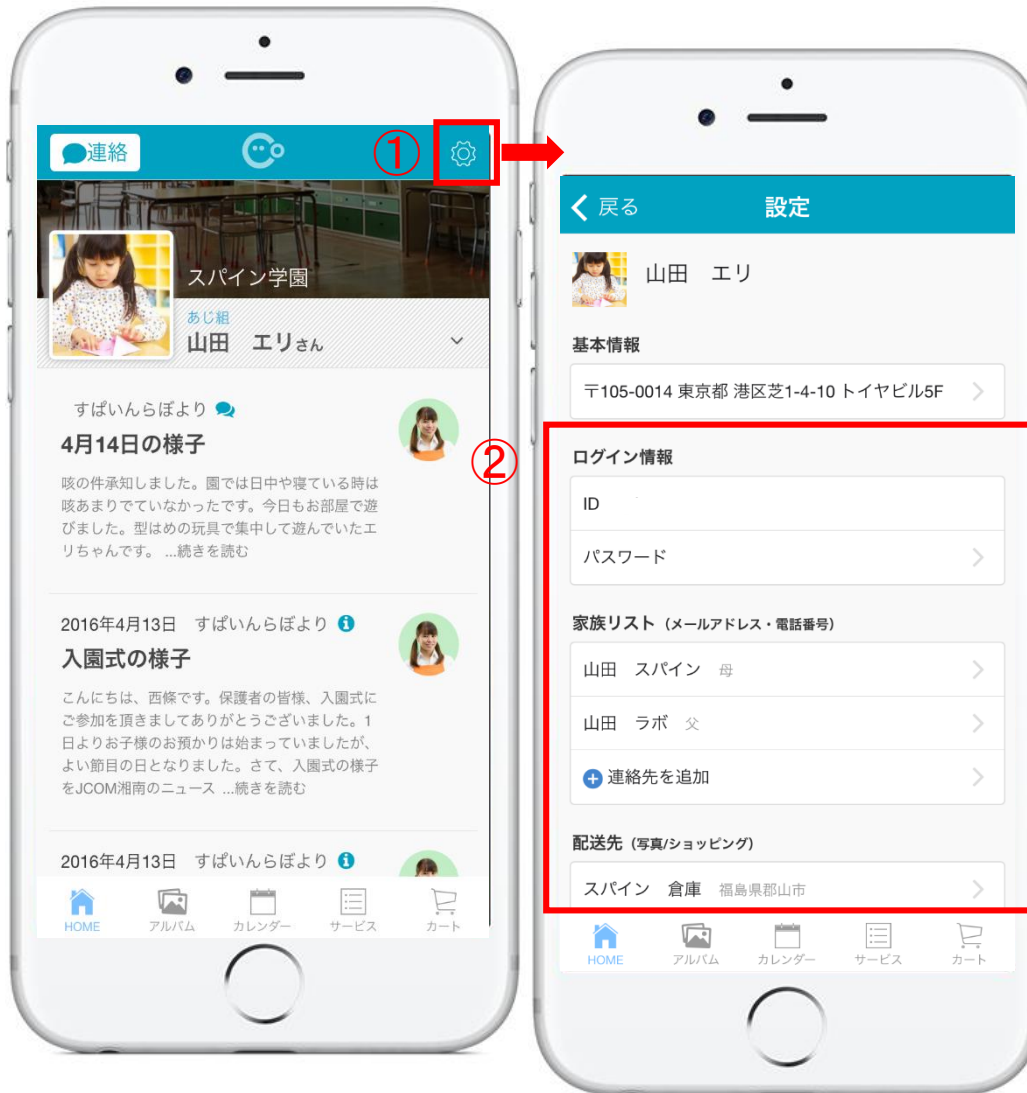 連絡
①
スパイン学園
あじ組
山田 エリさん
すぱいんらぼより
4月14日の様子
咳の件承知しました。園では日中や寝ている時は
咳あまりでていなかったです。今日もお部屋で遊
びました。型はめの玩具で集中して遊んでいたエ
リちゃんです。 ...続きを読む
2016年4月13日 すぱいんらぼより
入園式の様子
こんにちは、西條です。保護者の皆様、入園式に
ご参加を頂きましてありがとうございました。1
日よりお子様のお預かりは始まっていましたが、
よい節目の日となりました。さて、入園式の様子
をJCOM湘南のニュース ...続きを読む
2016年4月13日 すぱいんらぼより
HOME アルバム カレンダー サービス カート
戻る 設定
山田 エリ
基本情報
〒105-0014 東京都 港区芝1-4-10 トイヤビル5F
②
ログイン情報
ID
パスワード
家族リスト (メールアドレス・電話番号)
山田 スパイン 母
山田 ラボ 父
連絡先を追加
配送先 (写真/ショッピング)
スパイン 倉庫 福島県郡山市
HOME アルバム カレンダー サービス カート